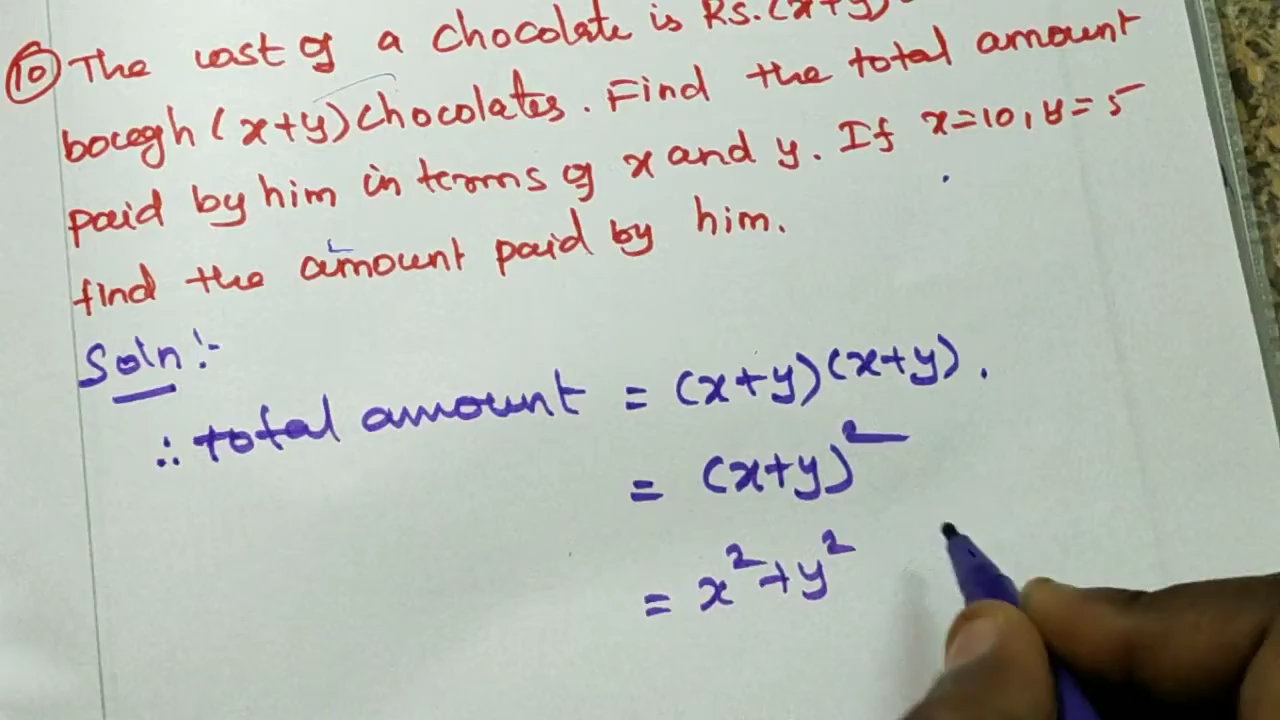 10 The cost of a chocolate is Rs.(x+y)
bocegh (x+y) chocolates. Find the total amount
paid by him in terms of x and y. If x=10, y=5
find the amount paid by him.
Soln :-
∴ total amount = (x+y)(x+y).
= (x+y)²
= x²+y²